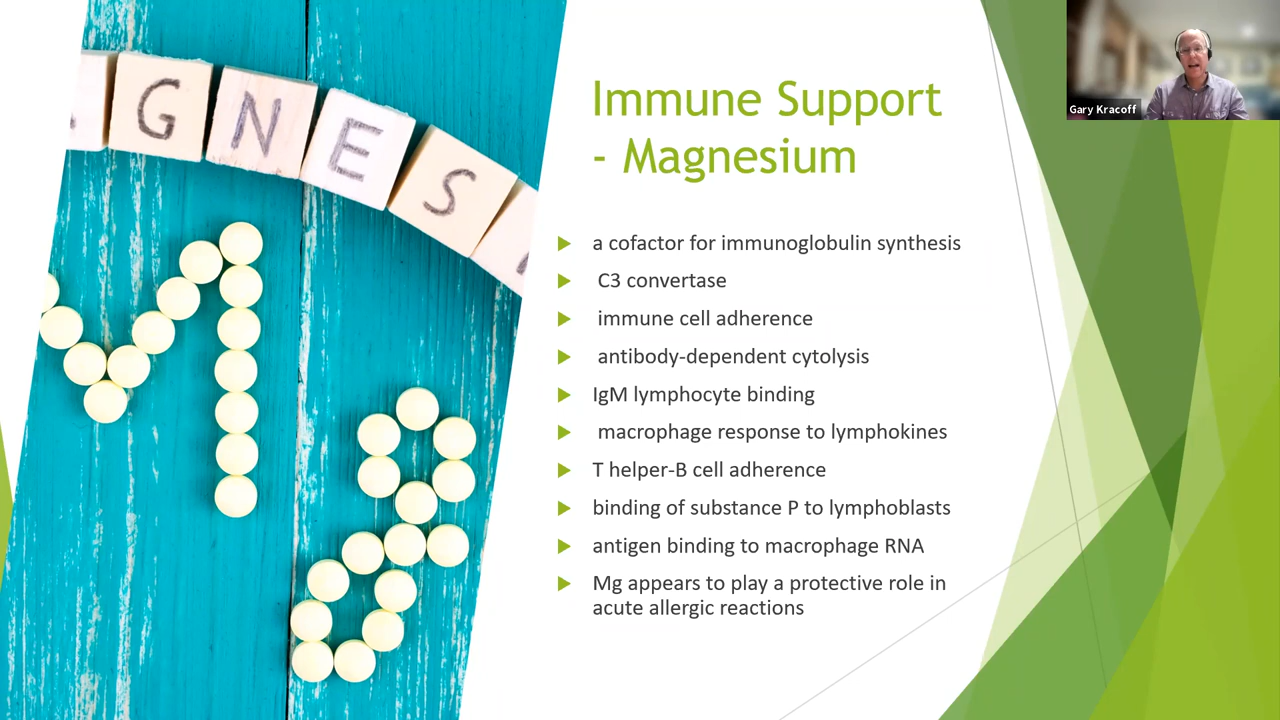 GNES
Mg
Immune Support
- Magnesium
a cofactor for immunoglobulin synthesis
C3 convertase
immune cell adherence
antibody-dependent cytolysis
IgM lymphocyte binding
macrophage response to lymphokines
T helper-B cell adherence
binding of substance P to lymphoblasts
antigen binding to macrophage RNA
Mg appears to play a protective role in
acute allergic reactions
Gary Kracoff